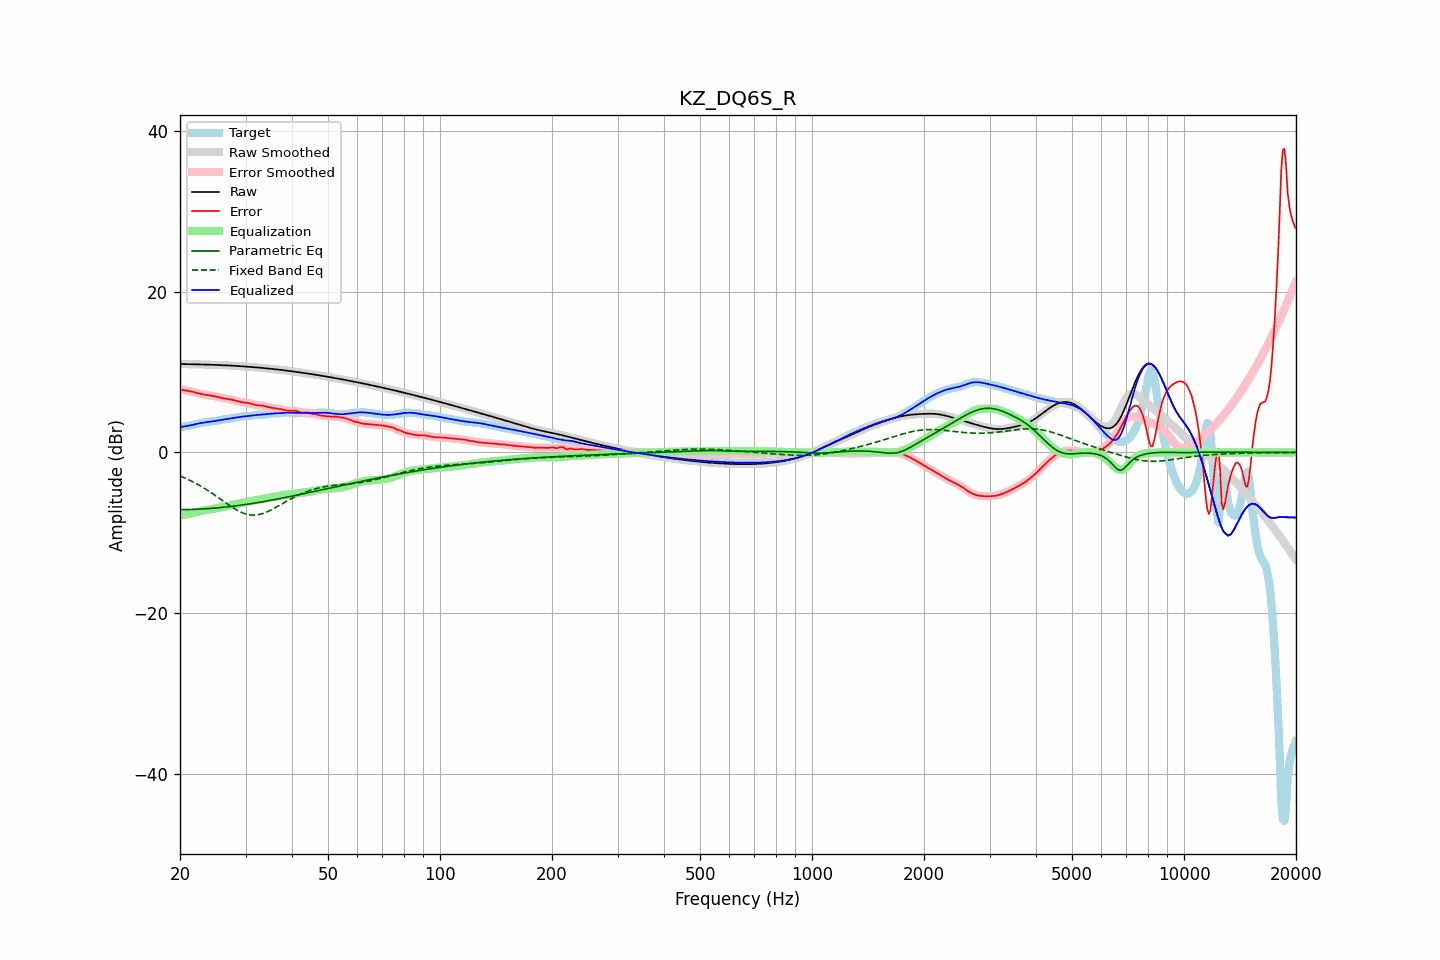 KZ_DQ6S_R
Target
Raw Smoothed
Error Smoothed
Raw
Error
Equalization
Parametric Eq
Fixed Band Eq
Equalized
40
20
0
−20
−40
Amplitude (dBr)
20
50
100
200
500
1000
2000
5000
10000
20000
Frequency (Hz)